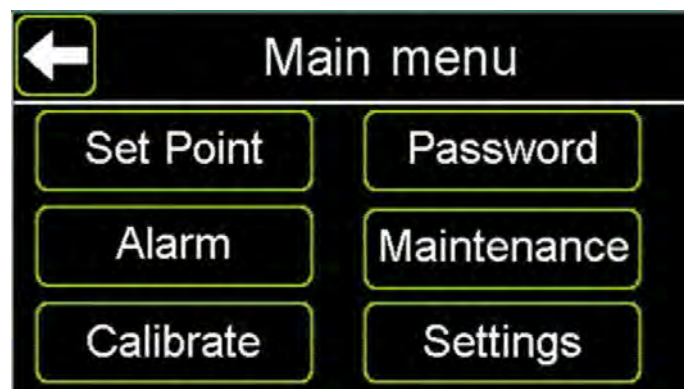 Main menu
Set Point
Password
Alarm
Maintenance
Calibrate
Settings